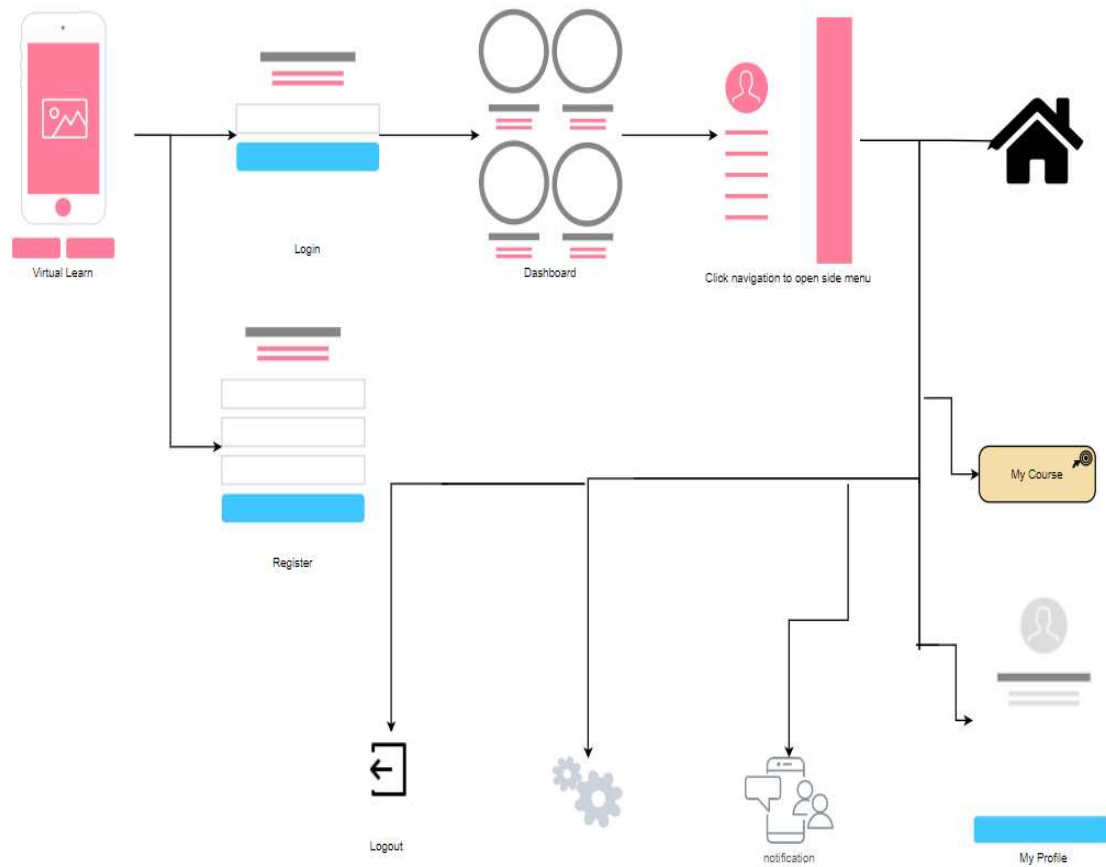 Virtual Learn
Login
Dashboard
Click navigation to open side menu
Register
My Course
Logout
notification
My Profile